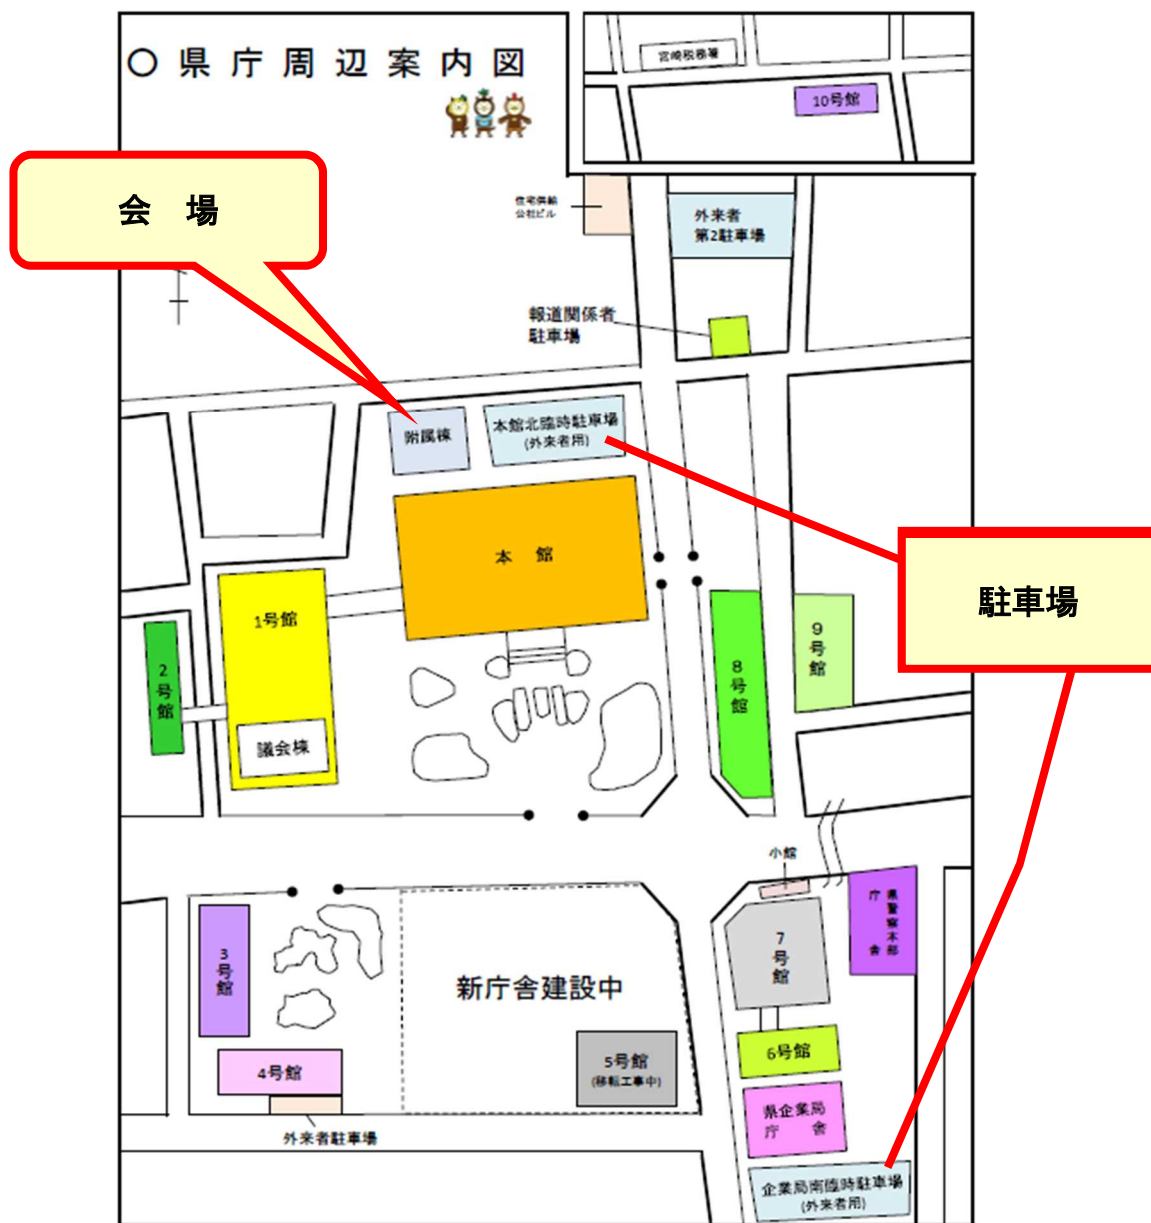 〇県庁周辺案内図
宮崎税務署
10号館
会　場
住宅供給
公社ビル
外来者
第2駐車場
報道関係者
駐車場
附属棟
本館北臨時駐車場
(外来者用)
本　館
駐車場
1号館
2号館
議会棟
8号館
9号館
小館
県警察本部
庁　舎
7号館
3号館
新庁舎建設中
5号館
(移転工事中)
6号館
4号館
県企業局
庁　舎
外来者駐車場
企業局南臨時駐車場
(外来者用)